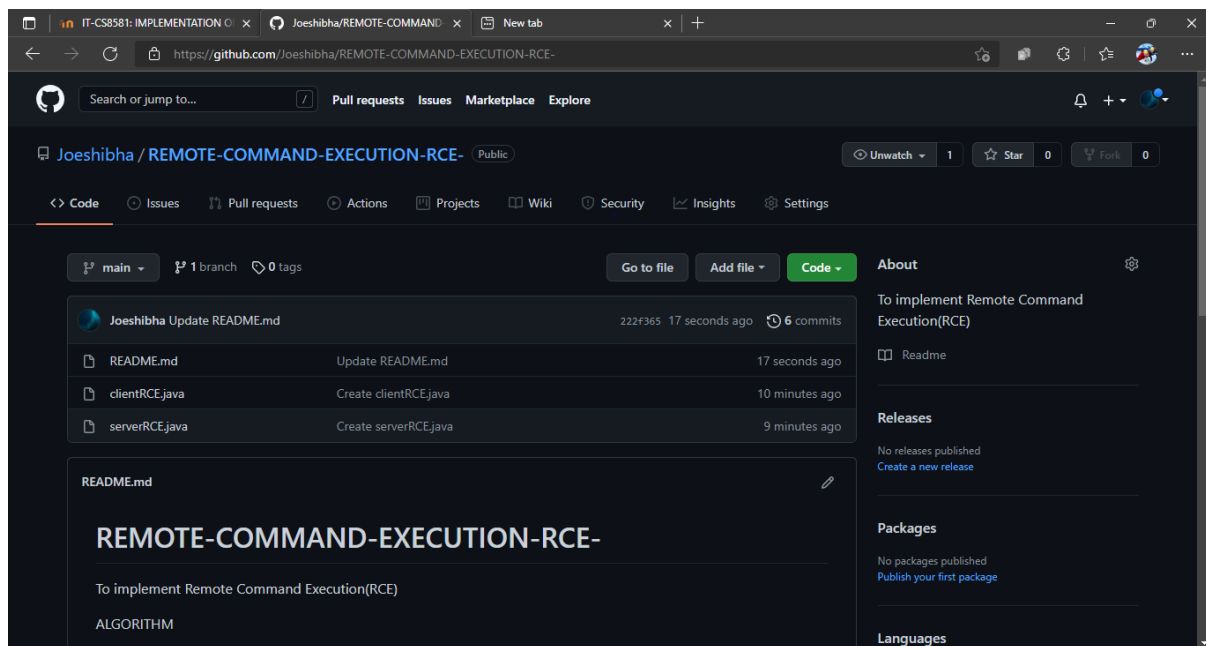 IT-CS8581: IMPLEMENTATION O
Joeshibha/REMOTE-COMMAND-
New tab
https://github.com/Joeshibha/REMOTE-COMMAND-EXECUTION-RCE-
Search or jump to...
/
Pull requests Issues Marketplace Explore
Joeshibha / REMOTE-COMMAND-EXECUTION-RCE- Public
Unwatch 1 Star 0 Fork 0
<> Code Issues Pull requests Actions Projects Wiki Security Insights Settings
main 1 branch 0 tags
Go to file Add file Code
Joeshibha Update README.md 222f365 17 seconds ago 6 commits
README.md Update README.md 17 seconds ago
clientRCE.java Create clientRCE.java 10 minutes ago
serverRCE.java Create serverRCE.java 9 minutes ago
README.md
REMOTE-COMMAND-EXECUTION-RCE-
To implement Remote Command Execution(RCE)
ALGORITHM
About
To implement Remote Command
Execution(RCE)
Readme
Releases
No releases published
Create a new release
Packages
No packages published
Publish your first package
Languages